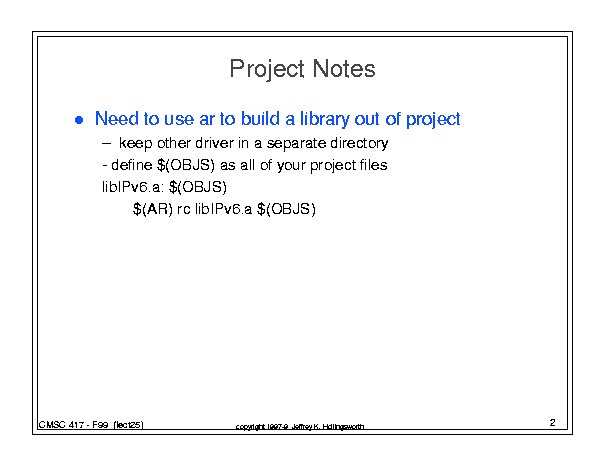 Project Notes
● Need to use ar to build a library out of project
– keep other driver in a separate directory
- define $(OBJS) as all of your project files
libIPv6.a: $(OBJS)
$(AR) rc libIPv6.a $(OBJS)
CMSC 417 - F99 (lect25)
copyright 1997-9 Jeffrey K. Hollingsworth
2